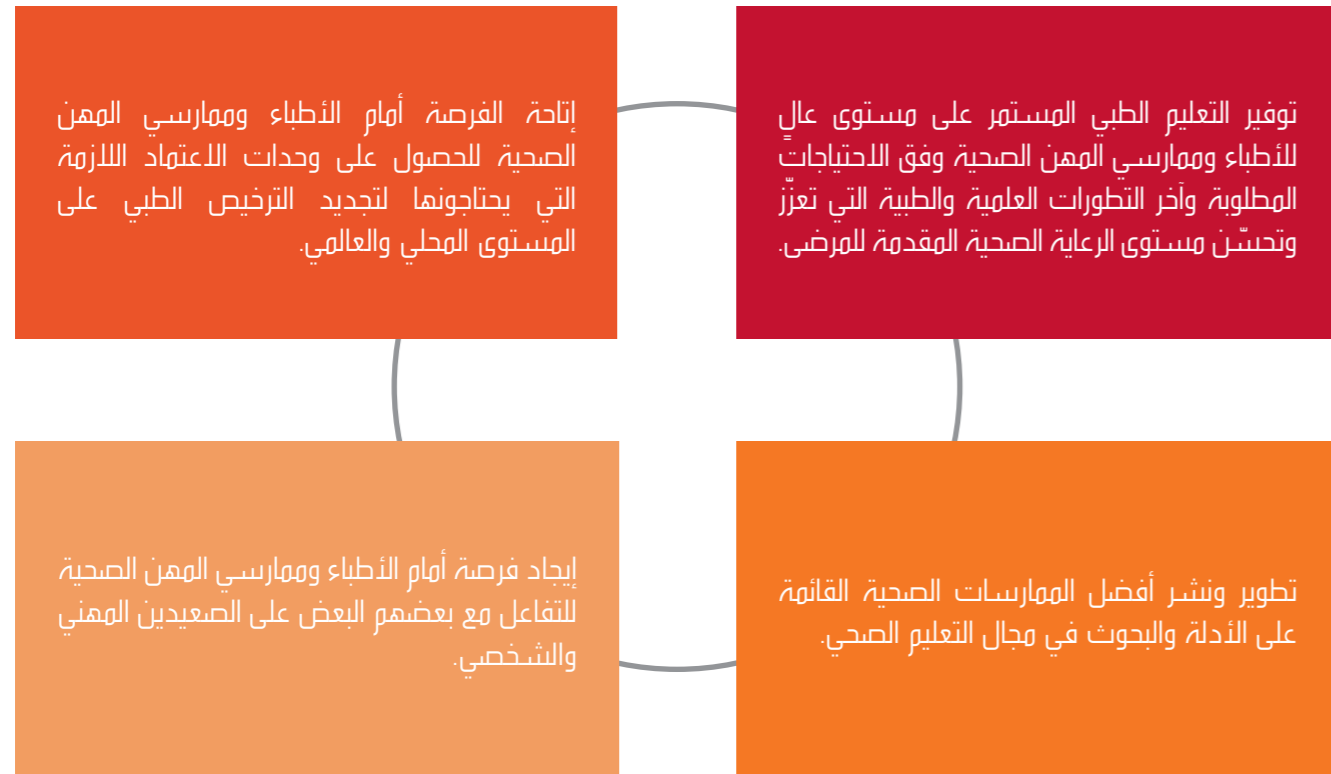 توفير التعليم الطبي المستمر على مستوى عالٍ
للأطباء وممارسي المهن الصحية وفق الاحتياجات
المطلوبة وآخر التطورات العلمية والطبية التي تعزّز
وتحسّن مستوى الرعاية الصحية المقدمة للمرضى.
إتاحة الفرصة أمام الأطباء وممارسي المهن
الصحية للحصول على وحدات الاعتماد اللازمة
التي يحتاجونها لتجديد الترخيص الطبي على
المستوى المحلي والعالمي.
تطوير ونشر أفضل الممارسات الصحية القائمة
على الأدلة والبحوث في مجال التعليم الصحي.
إيجاد فرصة أمام الأطباء وممارسي المهن الصحية
للتفاعل مع بعضهم البعض على الصعيدين المهني
والشخصي.